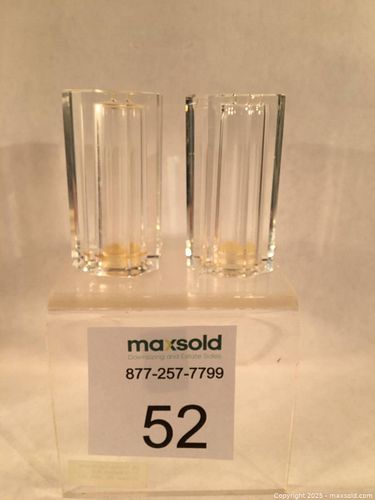 maxsold
Downsizing and Estate Sales
877-257-7799
52
Copyright 2025 - maxsold.com